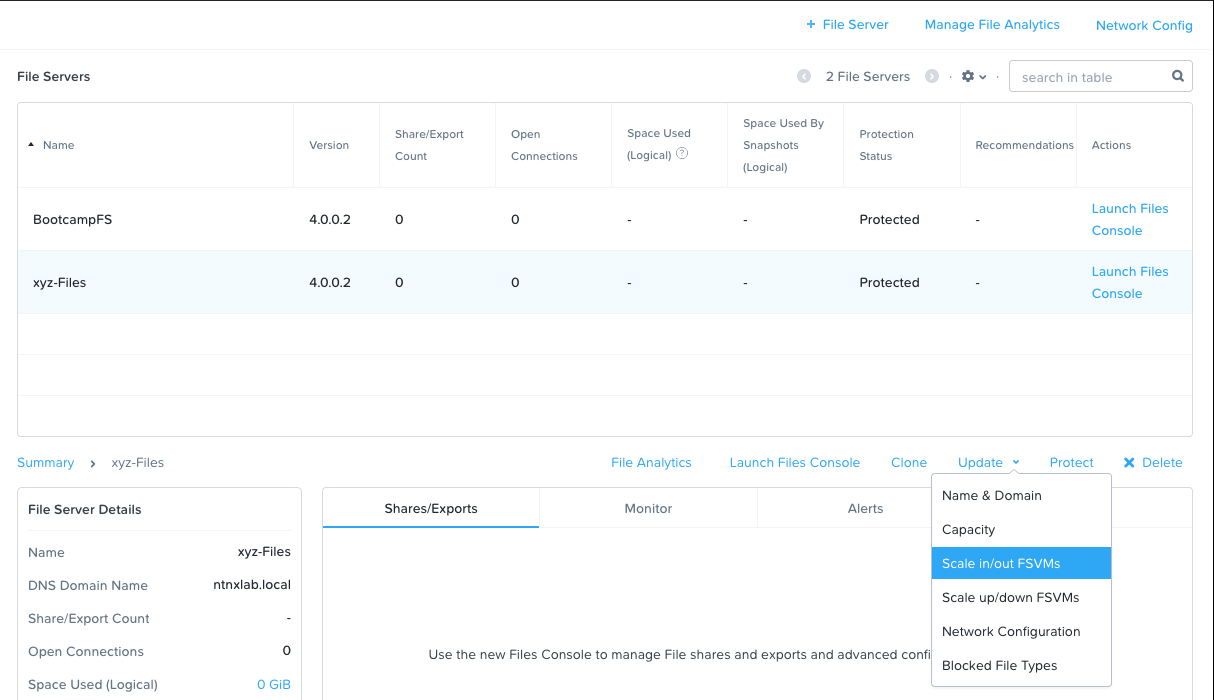 + File Server Manage File Analytics Network Config
File Servers 2 File Servers · · search in table
Name Version Share/Export Count Open Connections Space Used (Logical) ? Space Used By Snapshots (Logical) Protection Status Recommendations Actions
BootcampFS 4.0.0.2 0 0 - - Protected - Launch Files Console
xyz-Files 4.0.0.2 0 0 - - Protected - Launch Files Console
Summary > xyz-Files File Analytics Launch Files Console Clone Update Protect × Delete
File Server Details
Name xyz-Files
DNS Domain Name ntnxlab.local
Share/Export Count -
Open Connections 0
Space Used (Logical) 0 GiB
Shares/Exports Monitor Alerts
Use the new Files Console to manage File shares and exports and advanced confi
Name & Domain
Capacity
Scale in/out FSVMs
Scale up/down FSVMs
Network Configuration
Blocked File Types